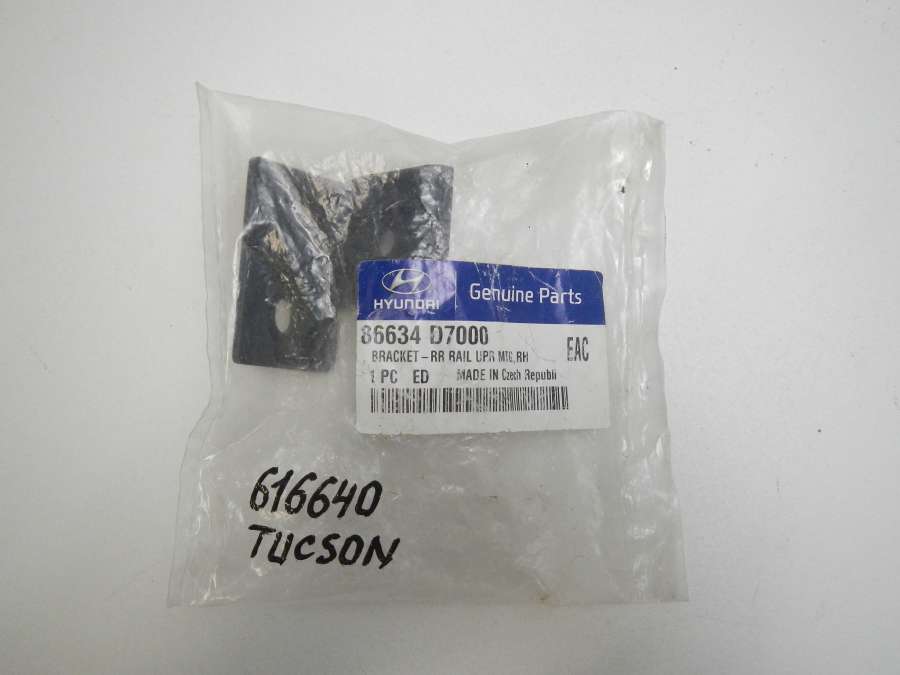 HYUNDAI
Genuine Parts
86634 D7000
BRACKET-RR RAIL UPR MTG,RH
EAC
1 PC ED MADE IN Czech Republi
616640
TUCSON